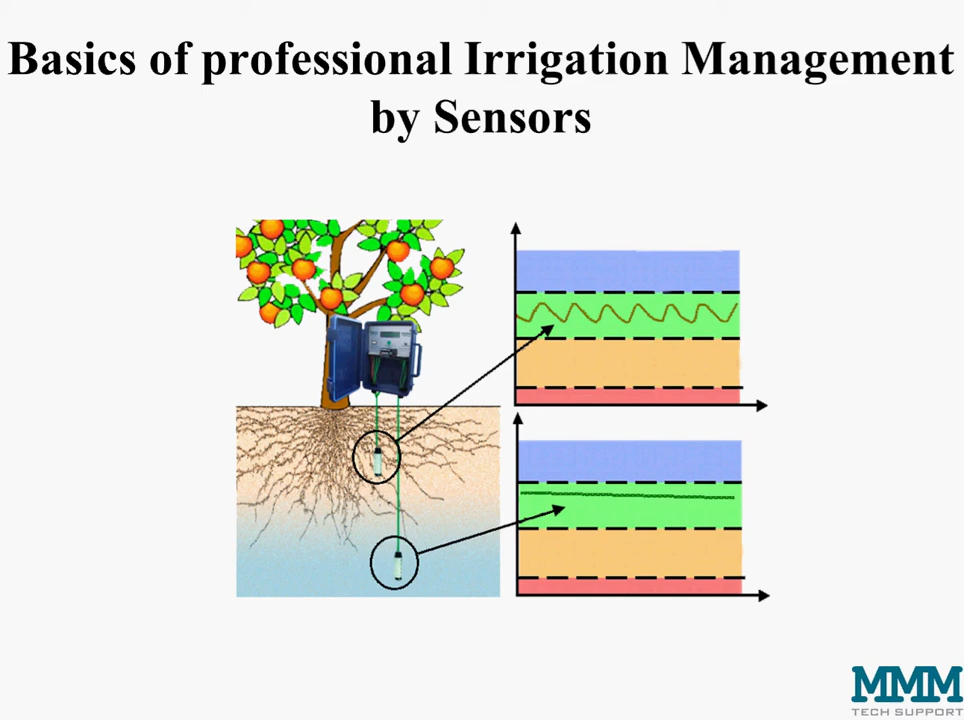 Basics of professional Irrigation Management
by Sensors
MMM
TECH SUPPORT